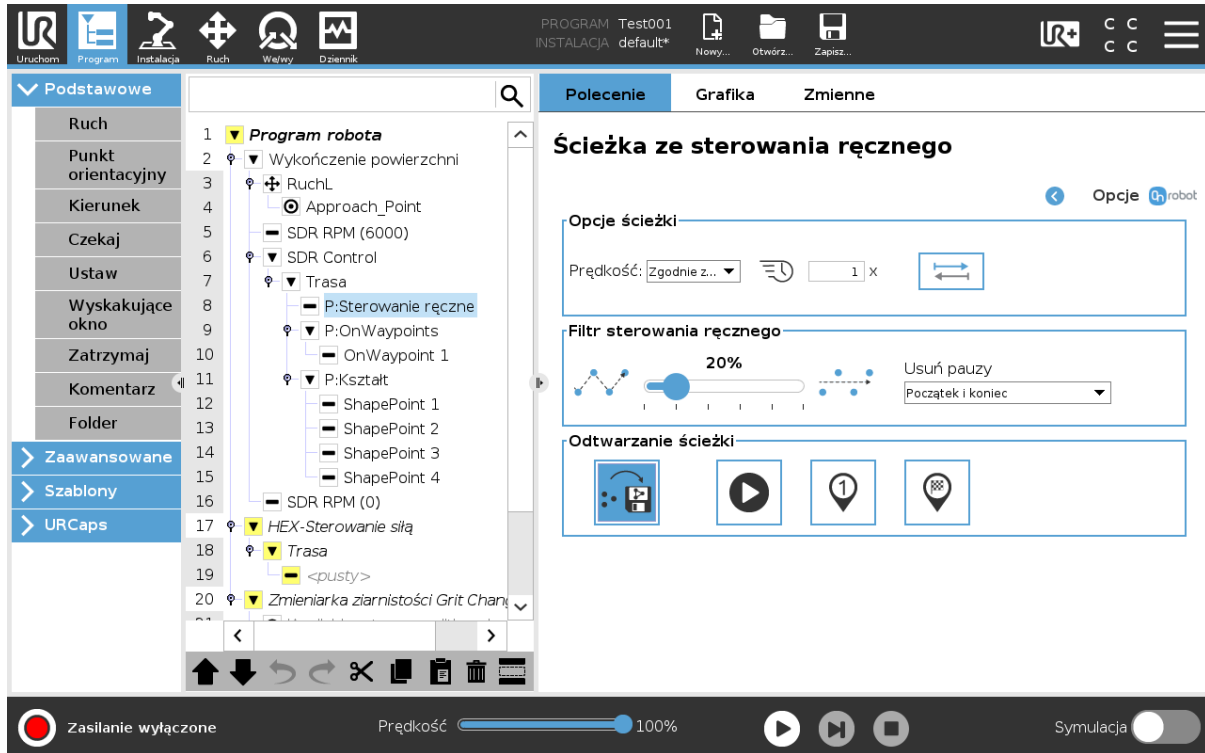 UR
PROGRAM Test001
INSTALACJA default*
UR+
C C
C C
Uruchom
Program
Instalacja
Ruch
We/wy
Dziennik
Nowy...
Otwórz...
Zapisz...
Podstawowe
Ruch
Punkt
orientacyjny
Kierunek
Czekaj
Ustaw
Wyskakujące
okno
Zatrzymaj
Komentarz
Folder
Zaawansowane
Szablony
URCaps
1 Program robota
2 Wykończenie powierzchni
3 RuchL
4 Approach_Point
5 SDR RPM (6000)
6 SDR Control
7 Trasa
8 P:Sterowanie ręczne
9 P:OnWaypoints
10 OnWaypoint 1
11 P:Kształt
12 ShapePoint 1
13 ShapePoint 2
14 ShapePoint 3
15 ShapePoint 4
16 SDR RPM (0)
17 HEX-Sterowanie siłą
18 Trasa
19 <pusty>
20 Zmieniarka ziarnistości Grit Chang
Polecenie Grafika Zmienne
Ścieżka ze sterowania ręcznego
Opcje OnRobot
Opcje ścieżki
Prędkość: Zgodnie z... 1 x
Filtr sterowania ręcznego
20%
Usuń pauzy
Początek i koniec
Odtwarzanie ścieżki
1
Zasilanie wyłączone
Prędkość 100%
Symulacja